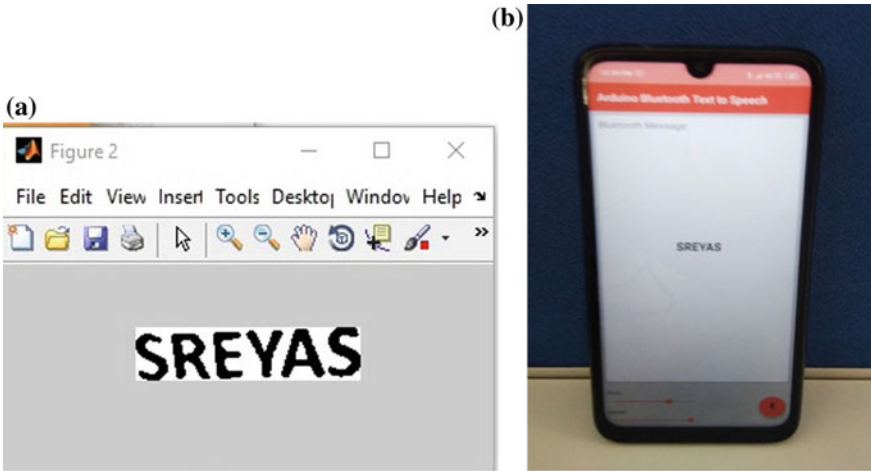 (a)
Figure 2
File Edit View Insert Tools Desktop Window Help
SREYAS
(b)
Arduino Bluetooth Text to Speech
Bluetooth Message
SREYAS